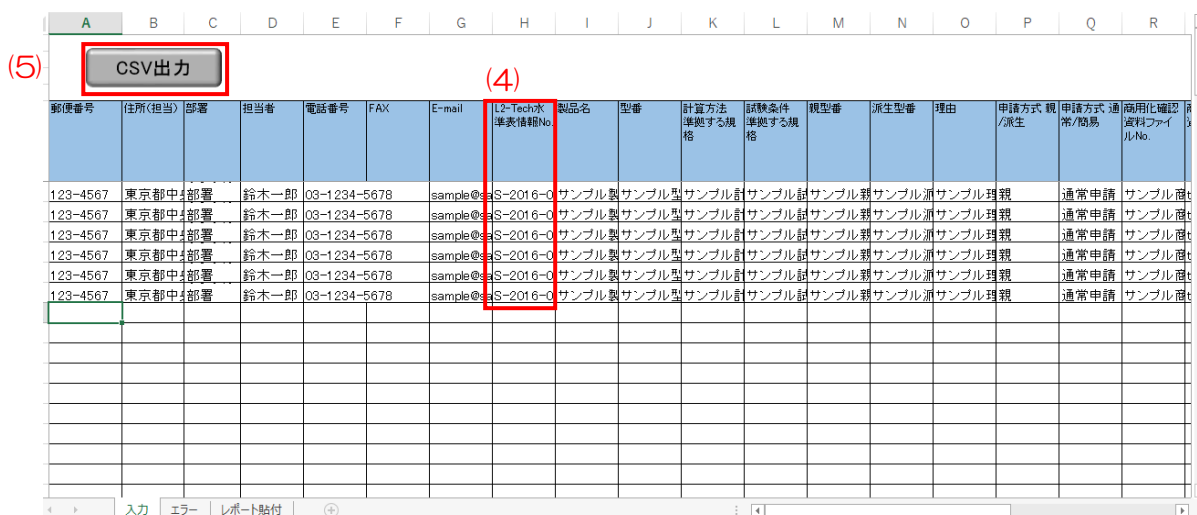 A B C D E F G H I J K L M N O P Q R
(5)
CSV出力
(4)
郵便番号 住所(担当) 部署 担当者 電話番号 FAX E-mail L2-Tech水準表情報No. 製品名 型番 計算方法 準拠する規格 試験条件 準拠する規格 親型番 派生型番 理由 申請方式 親/派生 申請方式 通常/簡易 商用化確認資料ファイルNo.
123-4567 東京都中 部署 鈴木一郎 03-1234-5678 sample@ S-2016-0 サンプル製 サンプル型 サンプル計 サンプル試 サンプル親 サンプル派 サンプル理 親 通常申請 サンプル商
123-4567 東京都中 部署 鈴木一郎 03-1234-5678 sample@ S-2016-0 サンプル製 サンプル型 サンプル計 サンプル試 サンプル親 サンプル派 サンプル理 親 通常申請 サンプル商
123-4567 東京都中 部署 鈴木一郎 03-1234-5678 sample@ S-2016-0 サンプル製 サンプル型 サンプル計 サンプル試 サンプル親 サンプル派 サンプル理 親 通常申請 サンプル商
123-4567 東京都中 部署 鈴木一郎 03-1234-5678 sample@ S-2016-0 サンプル製 サンプル型 サンプル計 サンプル試 サンプル親 サンプル派 サンプル理 親 通常申請 サンプル商
123-4567 東京都中 部署 鈴木一郎 03-1234-5678 sample@ S-2016-0 サンプル製 サンプル型 サンプル計 サンプル試 サンプル親 サンプル派 サンプル理 親 通常申請 サンプル商
123-4567 東京都中 部署 鈴木一郎 03-1234-5678 sample@ S-2016-0 サンプル製 サンプル型 サンプル計 サンプル試 サンプル親 サンプル派 サンプル理 親 通常申請 サンプル商
入力 エラー レポート貼付